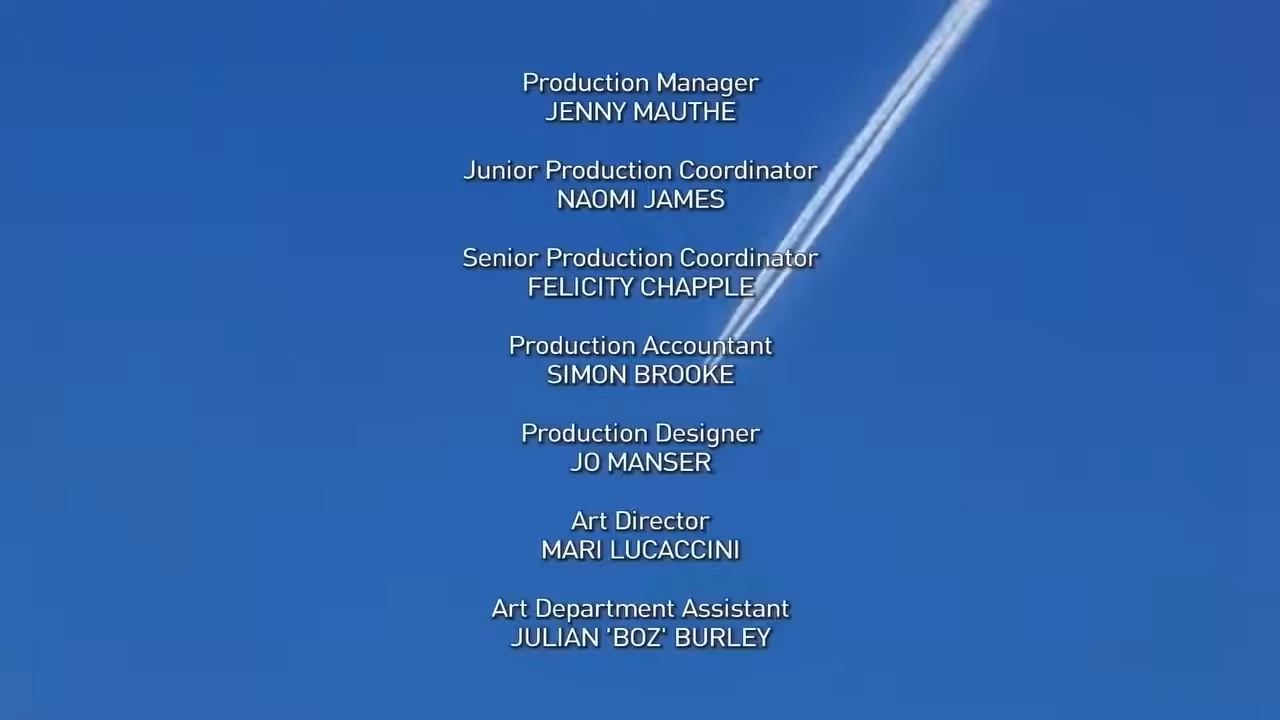 Production Manager
JENNY MAUTHE
Junior Production Coordinator
NAOMI JAMES
Senior Production Coordinator
FELICITY CHAPPLE
Production Accountant
SIMON BROOKE
Production Designer
JO MANSER
Art Director
MARI LUCACCINI
Art Department Assistant
JULIAN 'BOZ' BURLEY